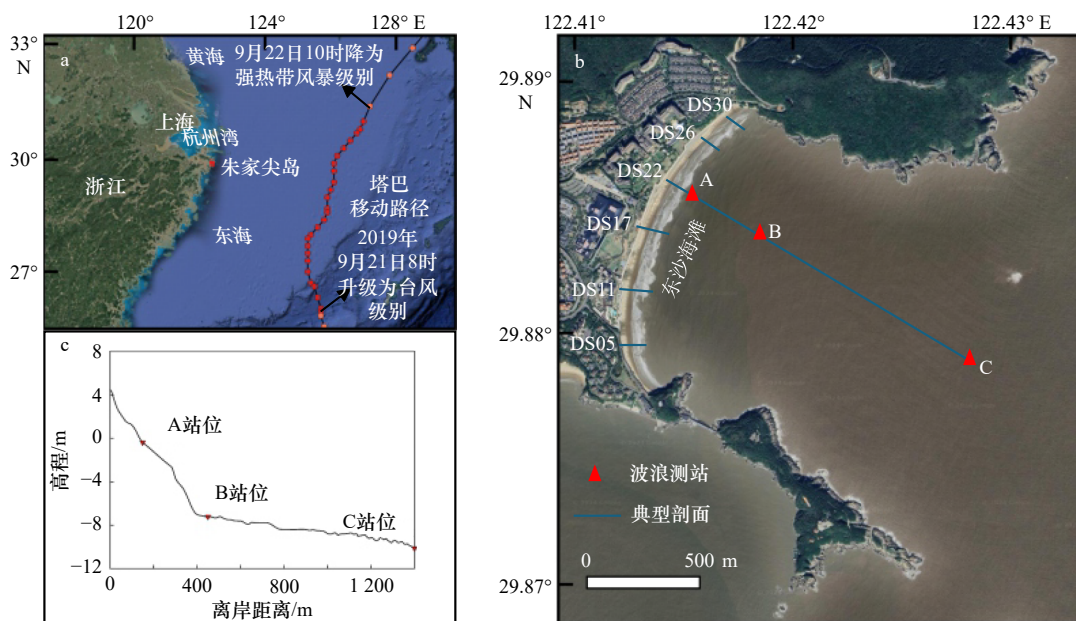 120°
124°
128° E
33°
N
30°
27°
a
黄海
9月22日10时降为
强热带风暴级别
上海
杭州湾
朱家尖岛
浙江
塔巴
移动路径
东海
2019年
9月21日8时
升级为台风
级别
c
8
4
0
−4
−8
−12
高程/m
A站位
B站位
C站位
0
400
800
1 200
离岸距离/m
122.41°
122.42°
122.43° E
29.89°
N
29.88°
29.87°
b
DS30
DS26
DS22
A
DS17
B
东沙海滩
DS11
DS05
C
波浪测站
典型剖面
0
500 m